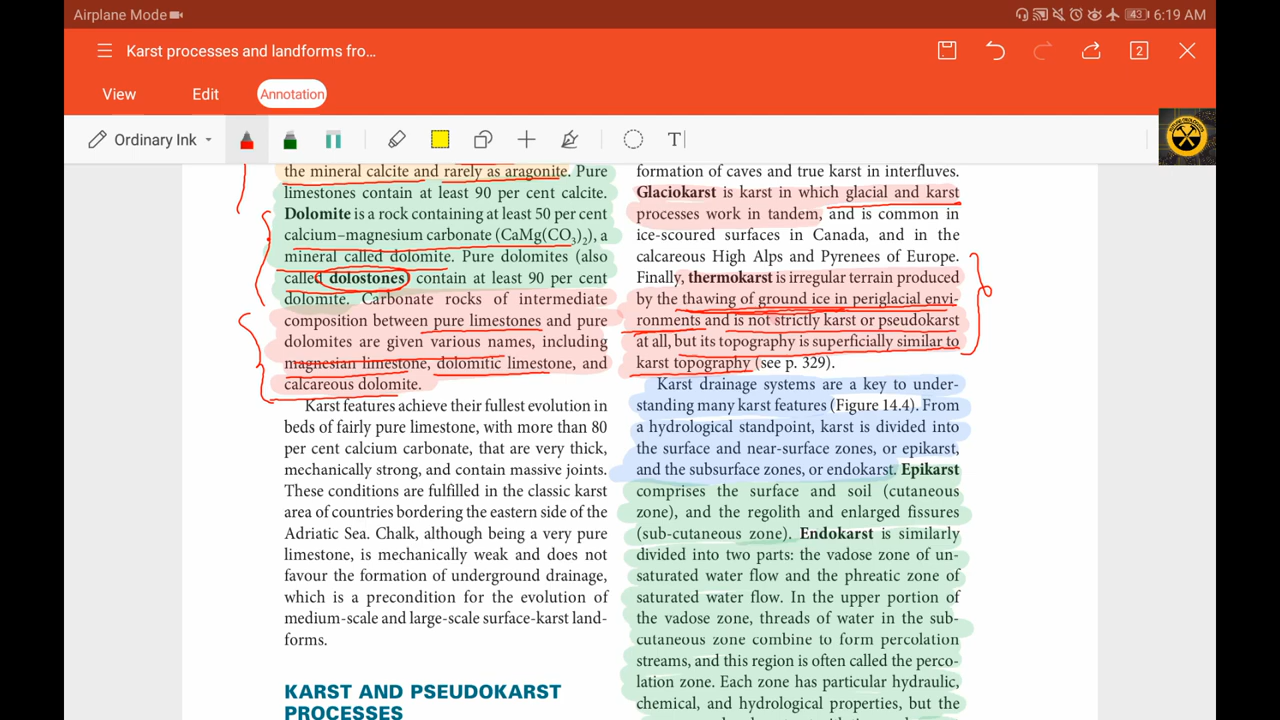 Airplane Mode
43 6:19 AM
Karst processes and landforms fro...
2
View Edit Annotation
Ordinary Ink
T
the mineral calcite and rarely as aragonite. Pure
limestones contain at least 90 per cent calcite.
Dolomite is a rock containing at least 50 per cent
calcium–magnesium carbonate (CaMg(CO3)2), a
mineral called dolomite. Pure dolomites (also
called dolostones) contain at least 90 per cent
dolomite. Carbonate rocks of intermediate
composition between pure limestones and pure
dolomites are given various names, including
magnesian limestone, dolomitic limestone, and
calcareous dolomite.
Karst features achieve their fullest evolution in
beds of fairly pure limestone, with more than 80
per cent calcium carbonate, that are very thick,
mechanically strong, and contain massive joints.
These conditions are fulfilled in the classic karst
area of countries bordering the eastern side of the
Adriatic Sea. Chalk, although being a very pure
limestone, is mechanically weak and does not
favour the formation of underground drainage,
which is a precondition for the evolution of
medium-scale and large-scale surface-karst land-
forms.
KARST AND PSEUDOKARST
PROCESSES
formation of caves and true karst in interfluves.
Glaciokarst is karst in which glacial and karst
processes work in tandem, and is common in
ice-scoured surfaces in Canada, and in the
calcareous High Alps and Pyrenees of Europe.
Finally, thermokarst is irregular terrain produced
by the thawing of ground ice in periglacial envi-
ronments and is not strictly karst or pseudokarst
at all, but its topography is superficially similar to
karst topography (see p. 329).
Karst drainage systems are a key to under-
standing many karst features (Figure 14.4). From
a hydrological standpoint, karst is divided into
the surface and near-surface zones, or epikarst,
and the subsurface zones, or endokarst. Epikarst
comprises the surface and soil (cutaneous
zone), and the regolith and enlarged fissures
(sub-cutaneous zone). Endokarst is similarly
divided into two parts: the vadose zone of un-
saturated water flow and the phreatic zone of
saturated water flow. In the upper portion of
the vadose zone, threads of water in the sub-
cutaneous zone combine to form percolation
streams, and this region is often called the perco-
lation zone. Each zone has particular hydraulic,
chemical, and hydrological properties, but the